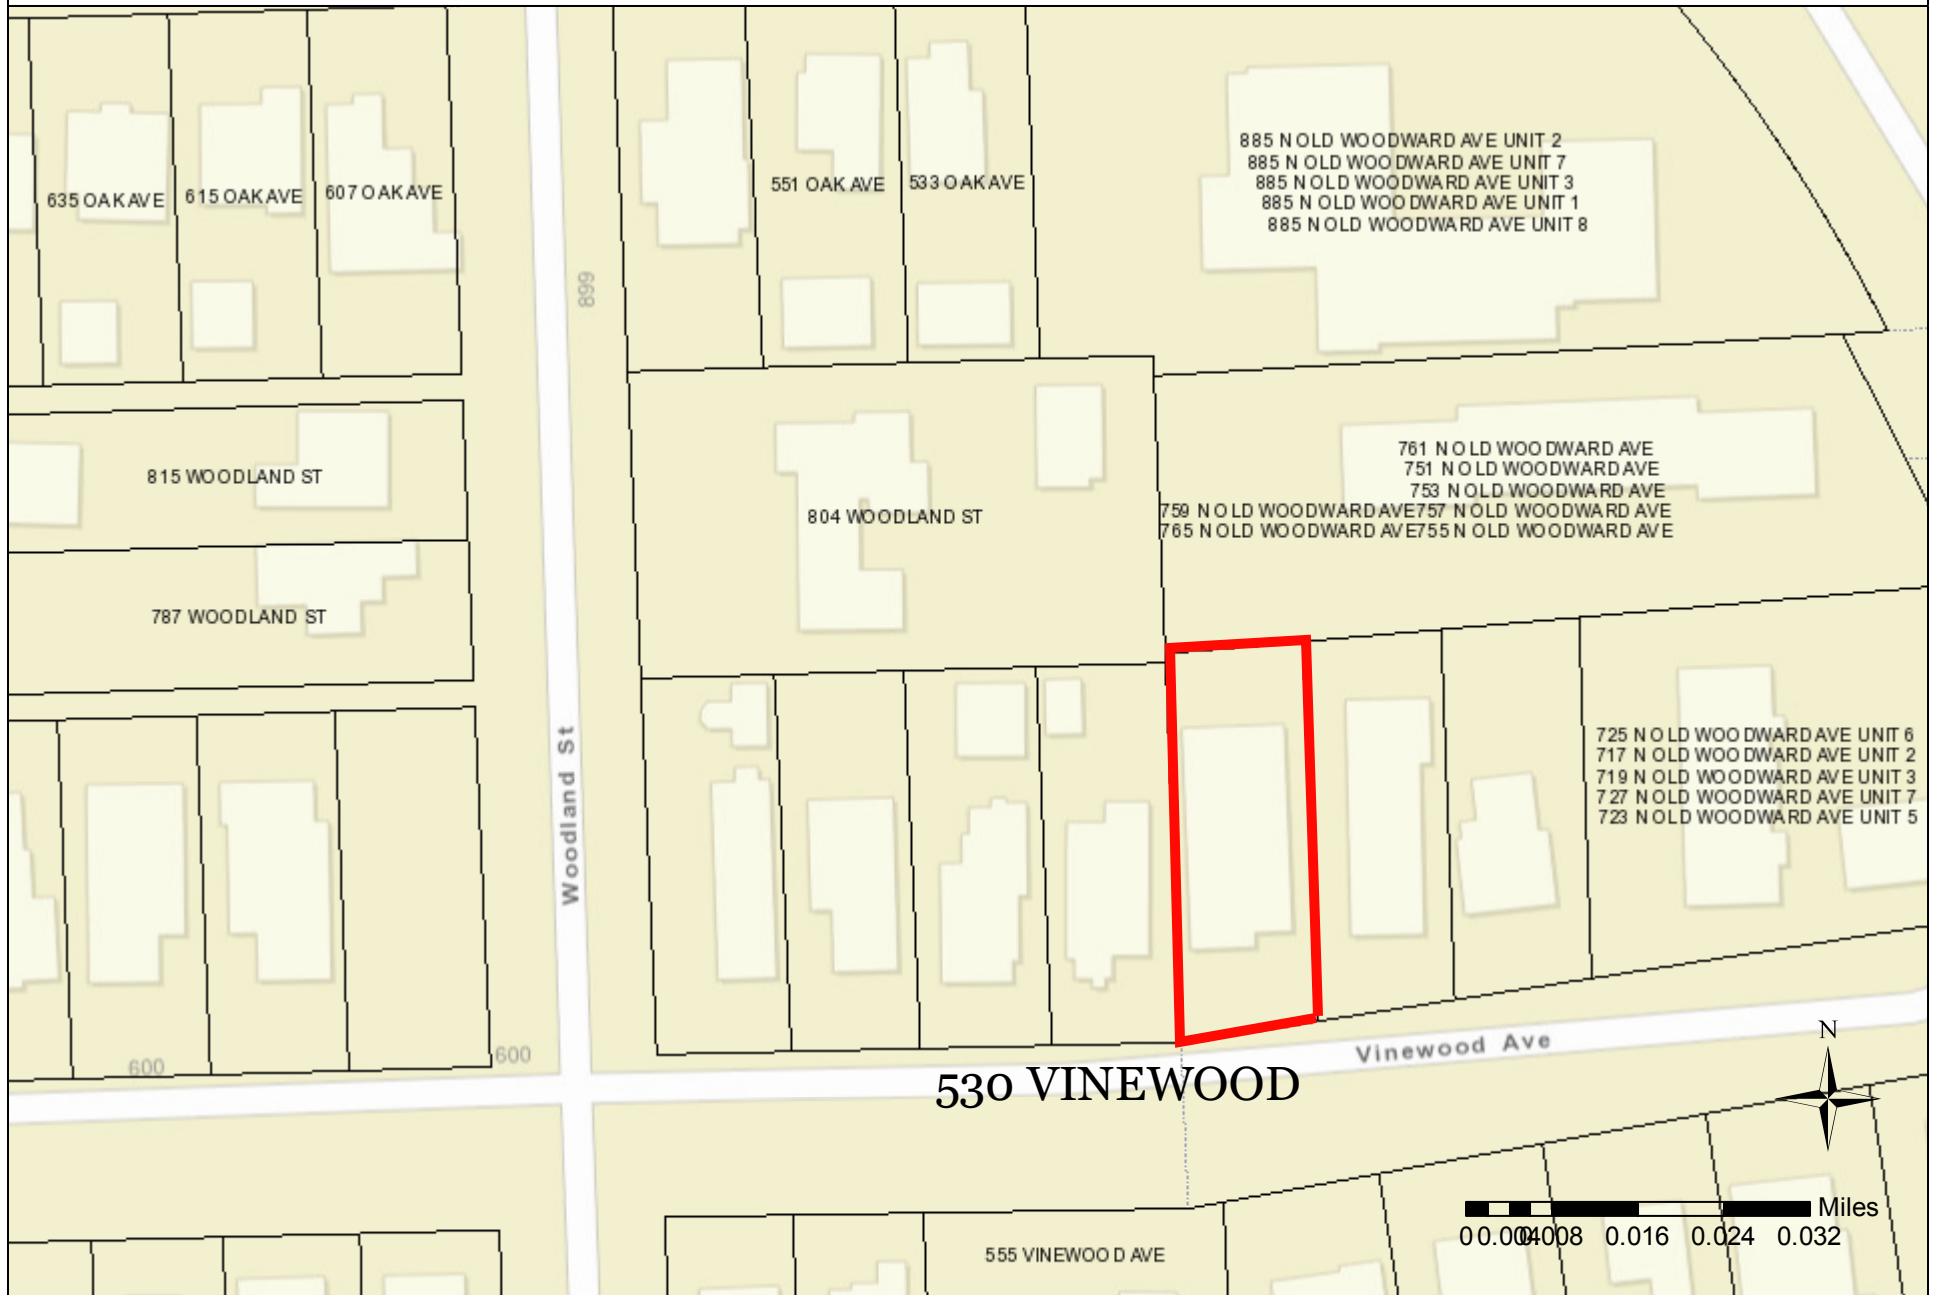 885 N OLD WOODWARD AVE UNIT 2
885 N OLD WOODWARD AVE UNIT 7
885 N OLD WOODWARD AVE UNIT 3
885 N OLD WOODWARD AVE UNIT 1
885 N OLD WOODWARD AVE UNIT 8
635 OAK AVE
615 OAK AVE
607 OAK AVE
551 OAK AVE
533 OAK AVE
899
815 WOODLAND ST
804 WOODLAND ST
761 N OLD WOODWARD AVE
751 N OLD WOODWARD AVE
753 N OLD WOODWARD AVE
759 N OLD WOODWARD AVE 757 N OLD WOODWARD AVE
765 N OLD WOODWARD AVE 755 N OLD WOODWARD AVE
787 WOODLAND ST
Woodland St
725 N OLD WOODWARD AVE UNIT 6
717 N OLD WOODWARD AVE UNIT 2
719 N OLD WOODWARD AVE UNIT 3
727 N OLD WOODWARD AVE UNIT 7
723 N OLD WOODWARD AVE UNIT 5
600
600
Vinewood Ave
N
530 VINEWOOD
Miles
0 0.004 0.008 0.016 0.024 0.032
555 VINEWOOD AVE